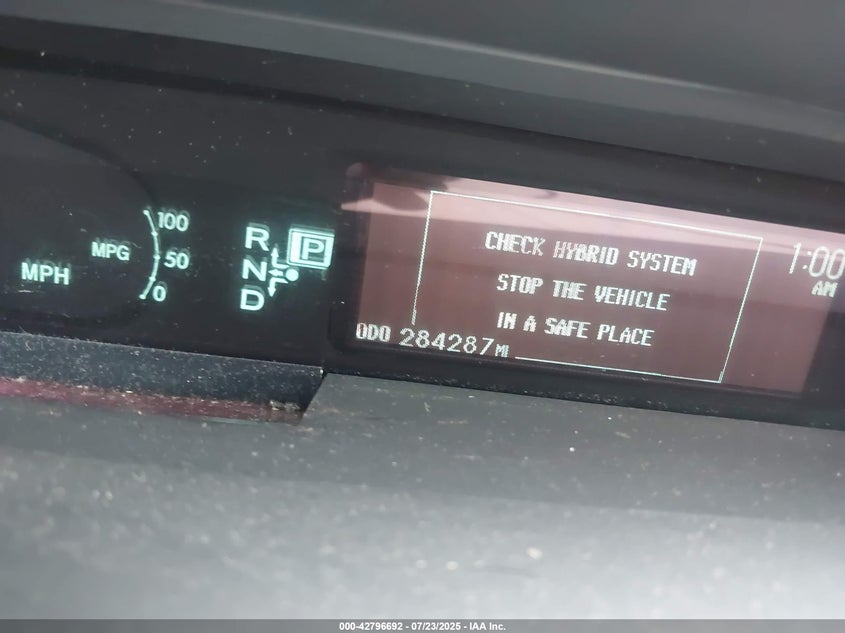 100
MPG
50
MPH
0
R
P
N
D
CHECK HYBRID SYSTEM
STOP THE VEHICLE
IN A SAFE PLACE
1:00
AM
ODO 284287 MI
000-42796692 - 07/23/2025 - IAA Inc.